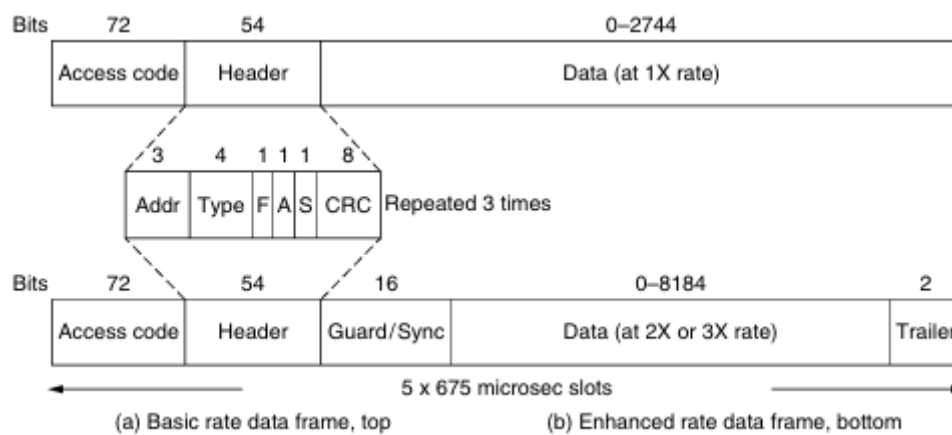 Bits 72 54 0–2744
Access code Header Data (at 1X rate)
3 4 1 1 1 8
Addr Type F A S CRC Repeated 3 times
Bits 72 54 16 0–8184 2
Access code Header Guard/Sync Data (at 2X or 3X rate) Trailer
5 x 675 microsec slots
(a) Basic rate data frame, top (b) Enhanced rate data frame, bottom